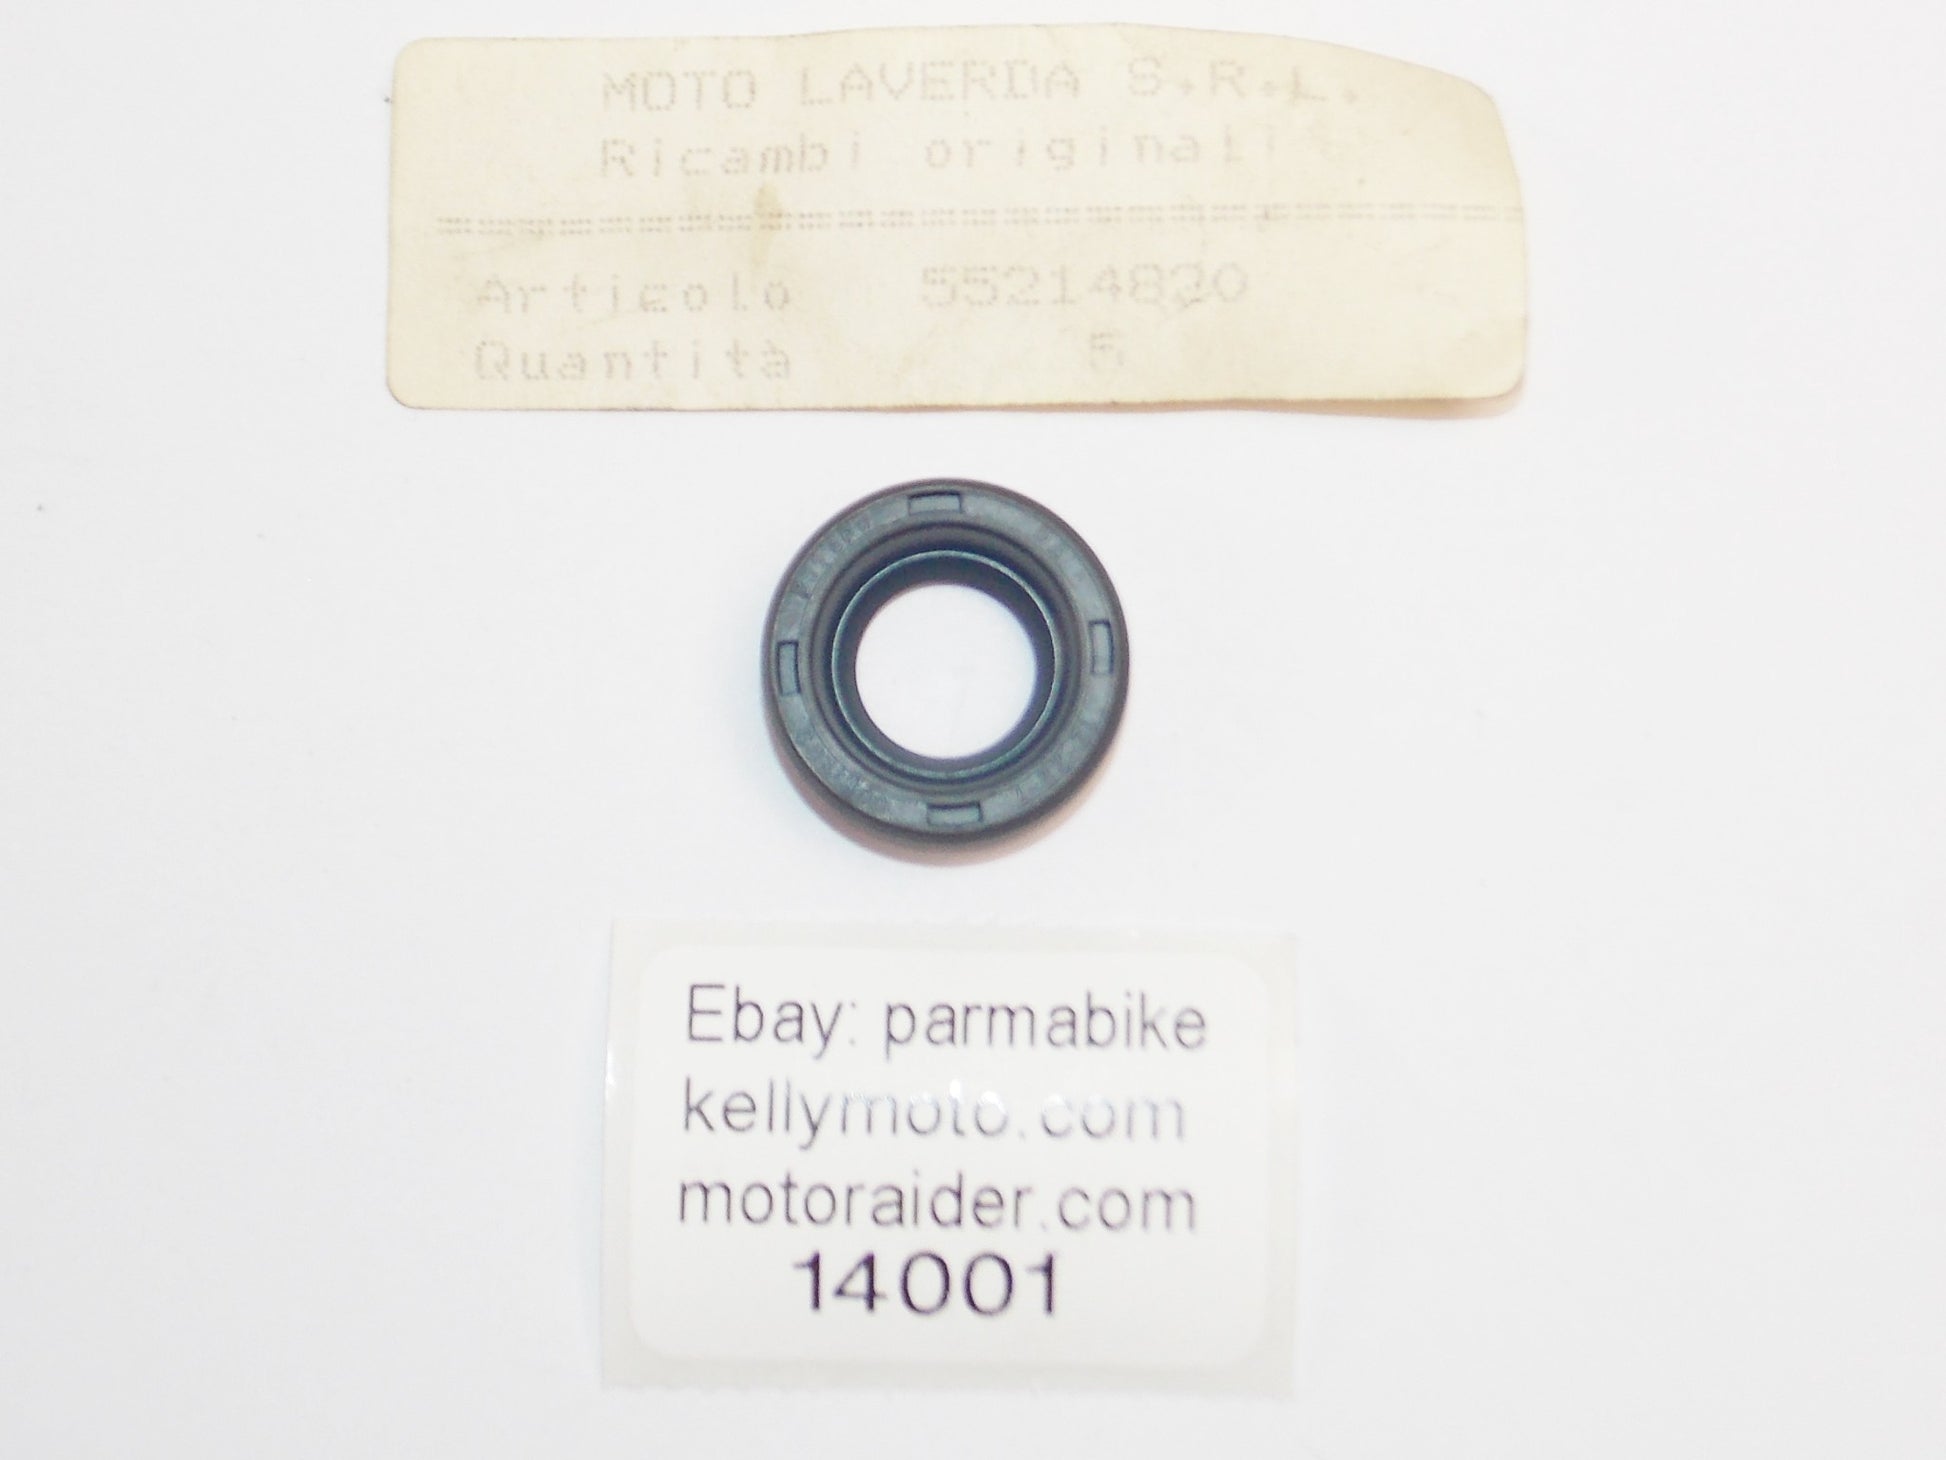 MOTO LAVERDA S.R.L.
Ricambi originali
Articolo 55214820
Quantità 5
Ebay: parmabike
kellymoto.com
motoraider.com
14001